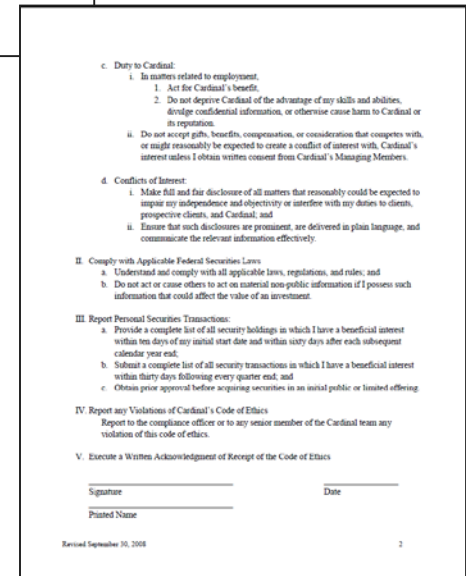 c. Duty to Cardinal:
i. In matters related to employment,
1. Act for Cardinal's benefit,
2. Do not deprive Cardinal of the advantage of my skills and abilities,
divulge confidential information, or otherwise cause harm to Cardinal or
its reputation.
ii. Do not accept gifts, benefits, compensation, or consideration that competes with,
or might reasonably be expected to create a conflict of interest with, Cardinal's
interest unless I obtain written consent from Cardinal's Managing Members.
d. Conflicts of Interest:
i. Make full and fair disclosure of all matters that reasonably could be expected to
impair my independence and objectivity or interfere with my duties to clients,
prospective clients, and Cardinal; and
ii. Ensure that such disclosures are prominent, are delivered in plain language, and
communicate the relevant information effectively.
II. Comply with Applicable Federal Securities Laws
a. Understand and comply with all applicable laws, regulations, and rules; and
b. Do not act or cause others to act on material non-public information if I possess such
information that could affect the value of an investment.
III. Report Personal Securities Transactions:
a. Provide a complete list of all security holdings in which I have a beneficial interest
within ten days of my initial start date and within sixty days after each subsequent
calendar year end;
b. Submit a complete list of all security transactions in which I have a beneficial interest
within thirty days following every quarter end; and
c. Obtain prior approval before acquiring securities in an initial public or limited offering.
IV. Report any Violations of Cardinal's Code of Ethics
Report to the compliance officer or to any senior member of the Cardinal team any
violation of this code of ethics.
V. Execute a Written Acknowledgment of Receipt of the Code of Ethics
Signature Date
Printed Name
Revised September 30, 2008 2